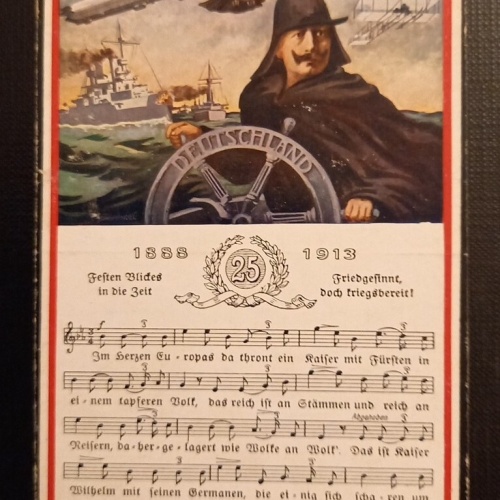 DEUTSCHLAND
1888 25 1913
Festen Blickes
in die Zeit
Friedgesinnt,
doch kriegsbereit!
Im Herzen Eu-ropas da thront ein Kaiser mit Fürsten in
ei-nem tapferen Volk, das reich ist an Stämmen und reich an
Abgehoben
Reisern, da-her-ge-lagert wie Wolke an Wolk'. Das ist Kaiser
Wilhelm mit seinen Germanen, die ei-nig sich scha-ren um